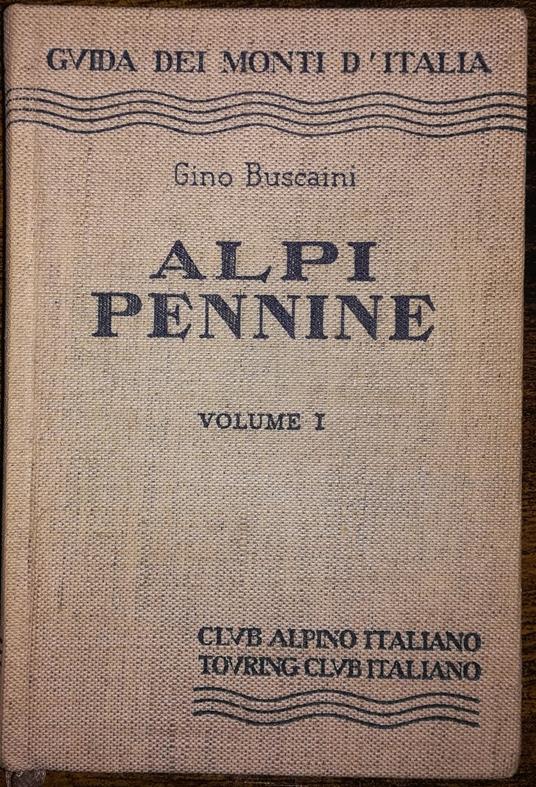 GVIDA DEI MONTI D'ITALIA
Gino Buscaini
ALPI
PENNINE
VOLUME I
CLVB ALPINO ITALIANO
TOVRING CLVB ITALIANO